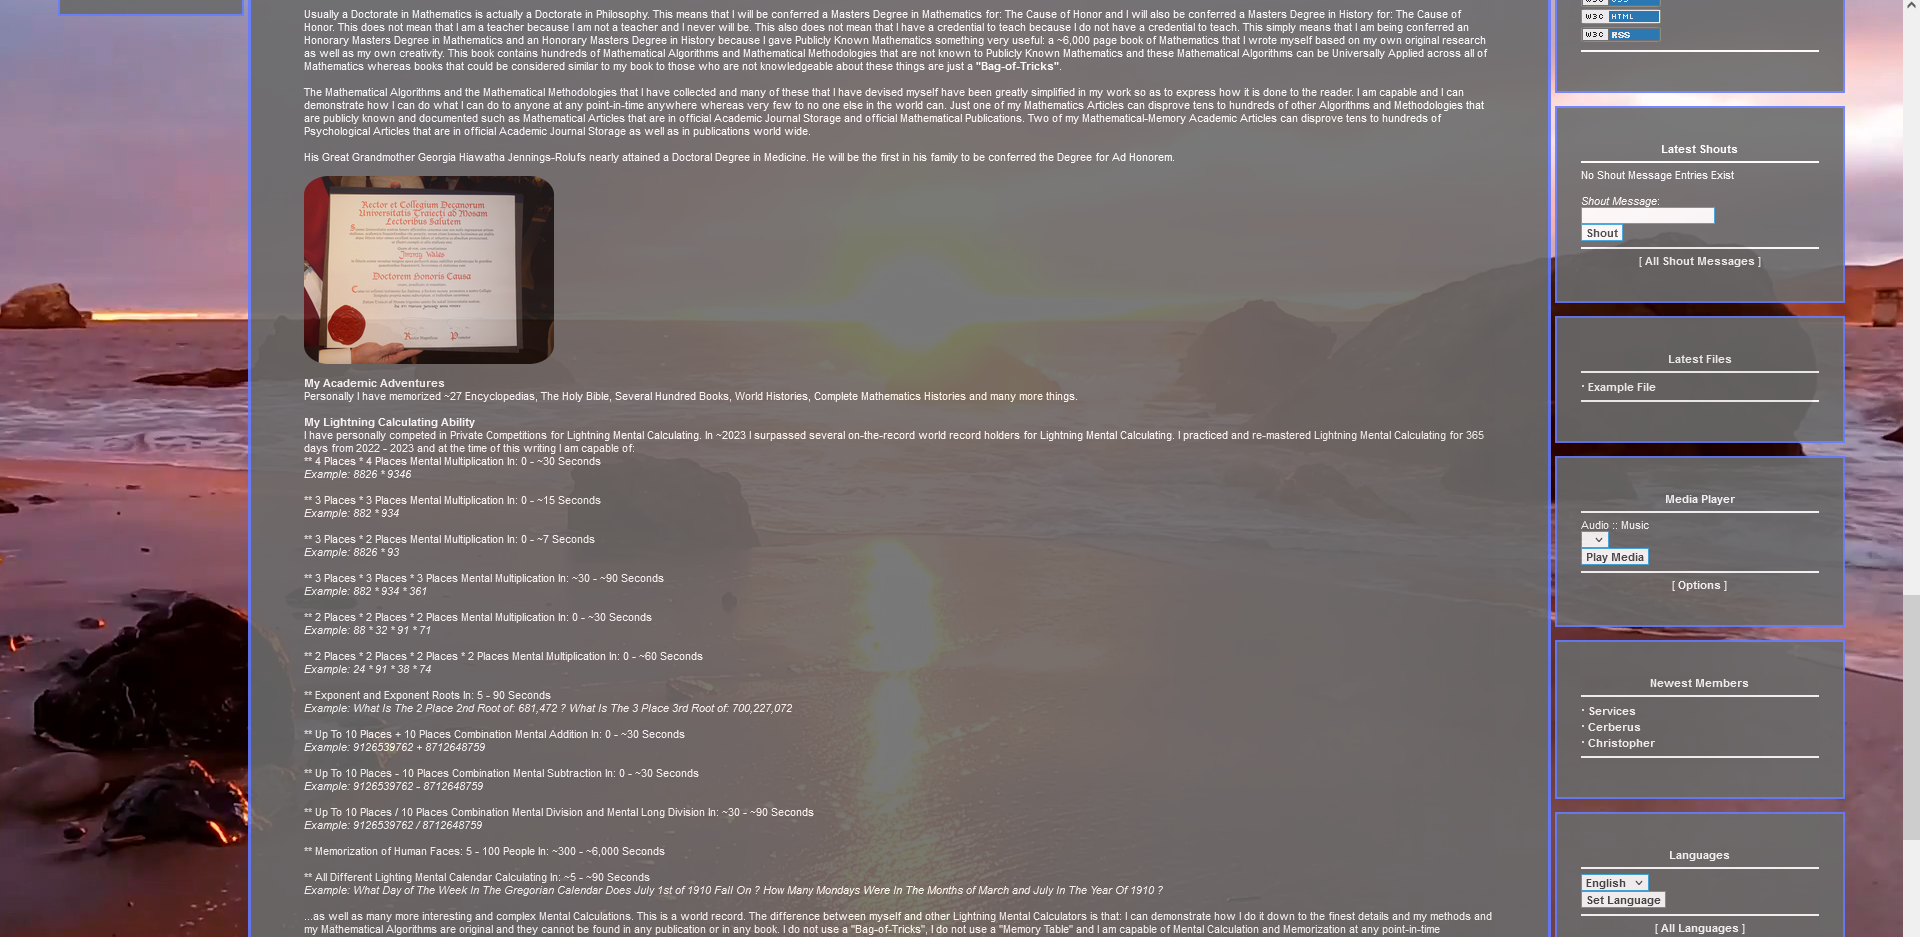 Usually a Doctorate in Mathematics is actually a Doctorate in Philosophy. This means that I will be conferred a Masters Degree in Mathematics for: The Cause of Honor and I will also be conferred a Masters Degree in History for: The Cause of
Honor. This does not mean that I am a teacher because I am not a teacher and I never will be. This also does not mean that I have a credential to teach because I do not have a credential to teach. This simply means that I am being conferred an
Honorary Masters Degree in Mathematics and an Honorary Masters Degree in History because I gave Publicly Known Mathematics something very useful: a ~6,000 page book of Mathematics that I wrote myself based on my own original research
as well as my own creativity. This book contains hundreds of Mathematical Algorithms and Mathematical Methodologies that are not known to Publicly Known Mathematics and these Mathematical Algorithms can be Universally Applied across all of
Mathematics whereas books that could be considered similar to my book to those who are not knowledgeable about these things are just a "Bag-of-Tricks".
The Mathematical Algorithms and the Mathematical Methodologies that I have collected and many of these that I have devised myself have been greatly simplified in my work so as to express how it is done to the reader. I am capable and I can
demonstrate how I can do what I can do to anyone at any point-in-time anywhere whereas very few to no one else in the world can. Just one of my Mathematics Articles can disprove tens to hundreds of other Algorithms and Methodologies that
are publicly known and documented such as Mathematical Articles that are in official Academic Journal Storage and official Mathematical Publications. Two of my Mathematical-Memory Academic Articles can disprove tens to hundreds of
Psychological Articles that are in official Academic Journal Storage as well as in publications world wide.
His Great Grandmother Georgia Hiawatha Jennings-Rolufs nearly attained a Doctoral Degree in Medicine. He will be the first in his family to be conferred the Degree for Ad Honorem.
Rector et Collegium Decanorum
Universitatis Traiecti ad Mosam
Lectoribus Salutem
Jimmy Wales
Doctorem Honoris Causa
My Academic Adventures
Personally I have memorized ~27 Encyclopedias, The Holy Bible, Several Hundred Books, World Histories, Complete Mathematics Histories and many more things.
My Lightning Calculating Ability
I have personally competed in Private Competitions for Lightning Mental Calculating. In ~2023 I surpassed several on-the-record world record holders for Lightning Mental Calculating. I practiced and re-mastered Lightning Mental Calculating for 365
days from 2022 - 2023 and at the time of this writing I am capable of:
** 4 Places * 4 Places Mental Multiplication In: 0 - ~30 Seconds
Example: 8826 * 9346
** 3 Places * 3 Places Mental Multiplication In: 0 - ~15 Seconds
Example: 882 * 934
** 3 Places * 2 Places Mental Multiplication In: 0 - ~7 Seconds
Example: 8826 * 93
** 3 Places * 3 Places * 3 Places Mental Multiplication In: ~30 - ~90 Seconds
Example: 882 * 934 * 361
** 2 Places * 2 Places * 2 Places Mental Multiplication In: 0 - ~30 Seconds
Example: 88 * 32 * 91 * 71
** 2 Places * 2 Places * 2 Places * 2 Places Mental Multiplication In: 0 - ~60 Seconds
Example: 24 * 91 * 38 * 74
** Exponent and Exponent Roots In: 5 - 90 Seconds
Example: What Is The 2 Place 2nd Root of: 681,472 ? What Is The 3 Place 3rd Root of: 700,227,072
** Up To 10 Places + 10 Places Combination Mental Addition In: 0 - ~30 Seconds
Example: 9126539762 + 8712648759
** Up To 10 Places - 10 Places Combination Mental Subtraction In: 0 - ~30 Seconds
Example: 9126539762 - 8712648759
** Up To 10 Places / 10 Places Combination Mental Division and Mental Long Division In: ~30 - ~90 Seconds
Example: 9126539762 / 8712648759
** Memorization of Human Faces: 5 - 100 People In: ~300 - ~6,000 Seconds
** All Different Lighting Mental Calendar Calculating In: ~5 - ~90 Seconds
Example: What Day of The Week In The Gregorian Calendar Does July 1st of 1910 Fall On ? How Many Mondays Were In The Months of March and July In The Year Of 1910 ?
...as well as many more interesting and complex Mental Calculations. This is a world record. The difference between myself and other Lightning Mental Calculators is that: I can demonstrate how I do it down to the finest details and my methods and
my Mathematical Algorithms are original and they cannot be found in any publication or in any book. I do not use a "Bag-of-Tricks", I do not use a "Memory Table" and I am capable of Mental Calculation and Memorization at any point-in-time
W3C HTML
W3C RSS
Latest Shouts
No Shout Message Entries Exist
Shout Message:
Shout
[ All Shout Messages ]
Latest Files
· Example File
Media Player
Audio :: Music
Play Media
[ Options ]
Newest Members
· Services
· Cerberus
· Christopher
Languages
English
Set Language
[ All Languages ]